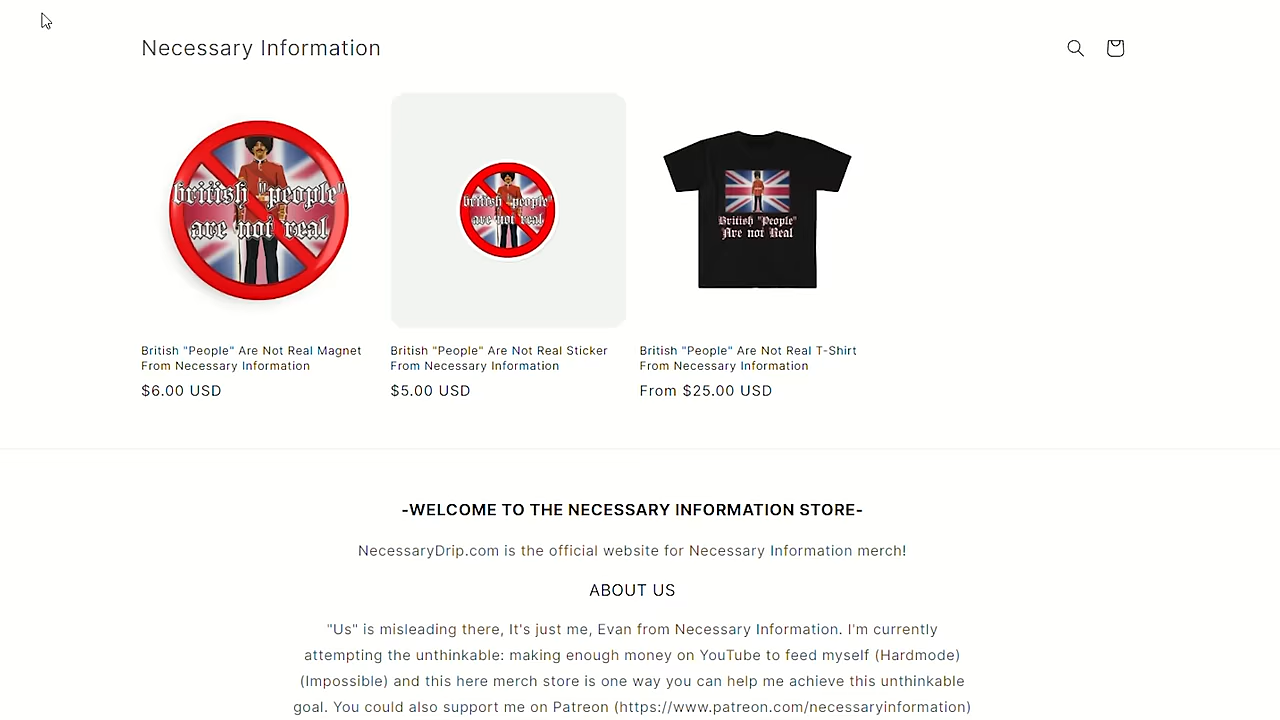 Necessary Information
british "people"
are not real
british "people"
are not real
British "People"
Are not Real
British "People" Are Not Real Magnet
From Necessary Information
$6.00 USD
British "People" Are Not Real Sticker
From Necessary Information
$5.00 USD
British "People" Are Not Real T-Shirt
From Necessary Information
From $25.00 USD
-WELCOME TO THE NECESSARY INFORMATION STORE-
NecessaryDrip.com is the official website for Necessary Information merch!
ABOUT US
"Us" is misleading there, It's just me, Evan from Necessary Information. I'm currently
attempting the unthinkable: making enough money on YouTube to feed myself (Hardmode)
(Impossible) and this here merch store is one way you can help me achieve this unthinkable
goal. You could also support me on Patreon (https://www.patreon.com/necessaryinformation)